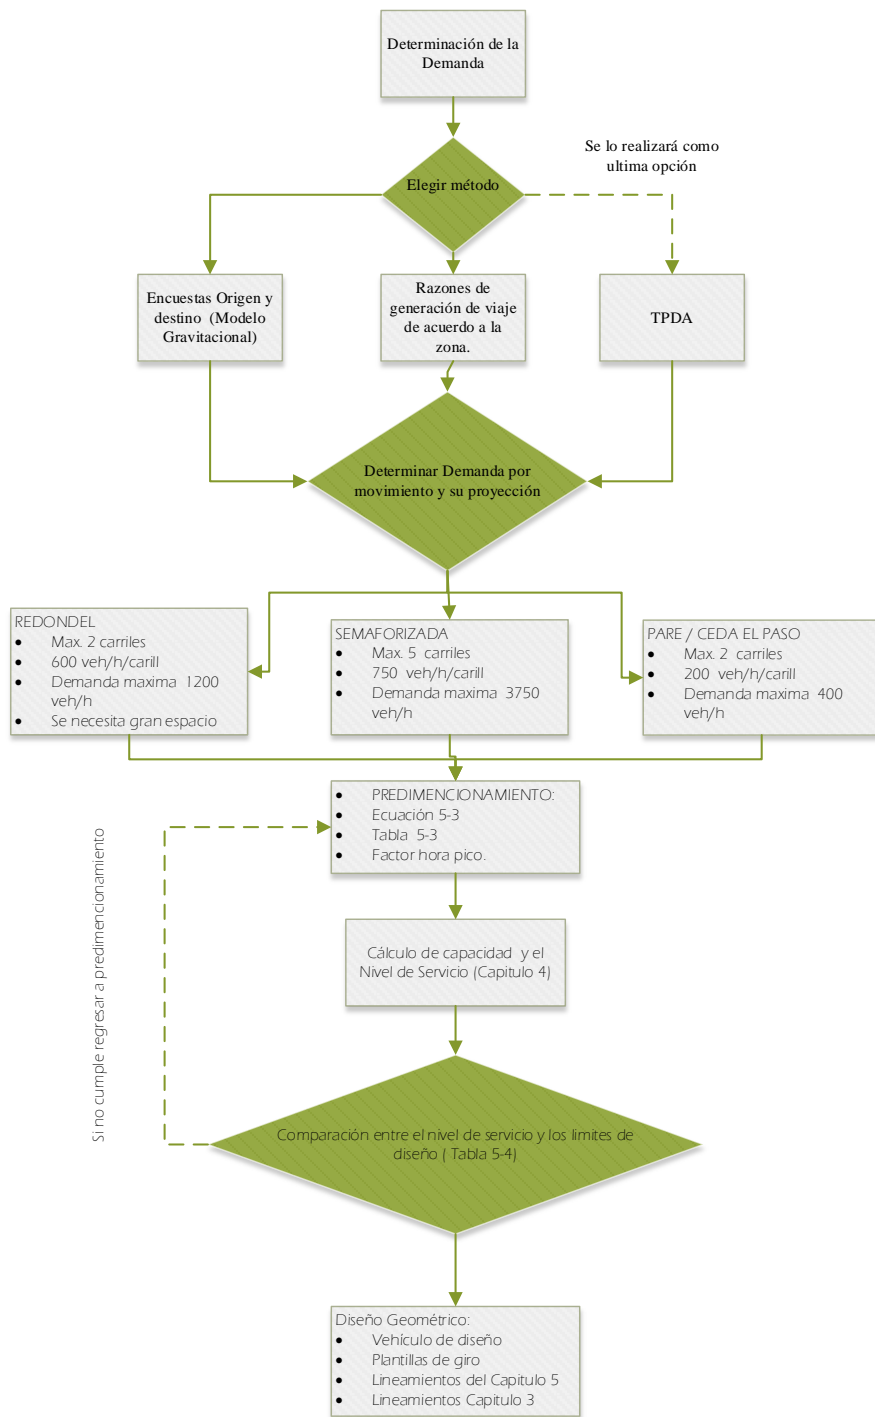 Determinación de la
Demanda
Se lo realizará como
ultima opción
Elegir método
Encuestas Origen y
destino (Modelo
Gravitacional)
Razones de
generación de viaje
de acuerdo a la
zona.
TPDA
Determinar Demanda por
movimiento y su proyección
REDONDEL
• Max. 2 carriles
• 600 veh/h/carill
• Demanda maxima 1200
veh/h
• Se necesita gran espacio
SEMAFORIZADA
• Max. 5 carriles
• 750 veh/h/carill
• Demanda maxima 3750
veh/h
PARE / CEDA EL PASO
• Max. 2 carriles
• 200 veh/h/carill
• Demanda maxima 400
veh/h
• PREDIMENCIONAMIENTO:
• Ecuación 5-3
• Tabla 5-3
• Factor hora pico.
Si no cumple regresar a predimencionamiento
Cálculo de capacidad y el
Nivel de Servicio (Capitulo 4)
Comparación entre el nivel de servicio y los limites de
diseño ( Tabla 5-4)
Diseño Geométrico:
• Vehículo de diseño
• Plantillas de giro
• Lineamientos del Capitulo 5
• Lineamientos Capitulo 3